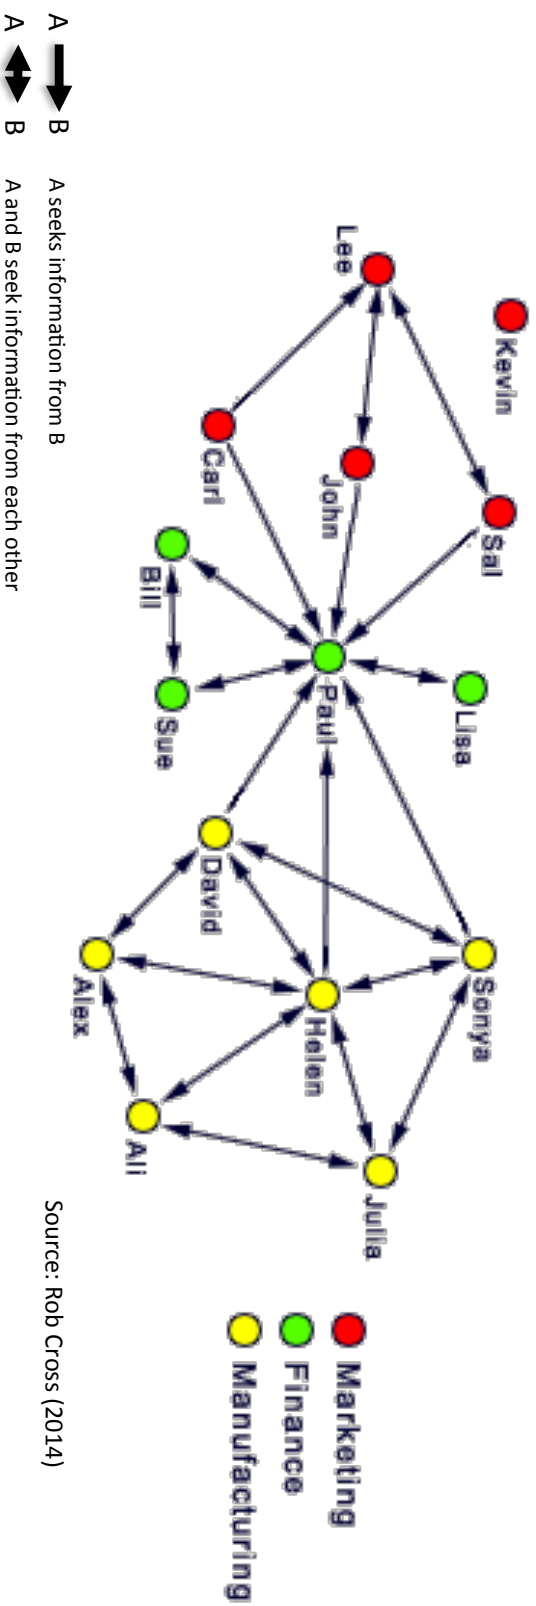 Kevin
Sal
Lee
John
Carl
Lisa
Paul
Bill
Sue
Sonya
David
Helen
Alex
Julia
Ali
Marketing
Finance
Manufacturing
A B A seeks information from B
A B A and B seek information from each other
Source: Rob Cross (2014)